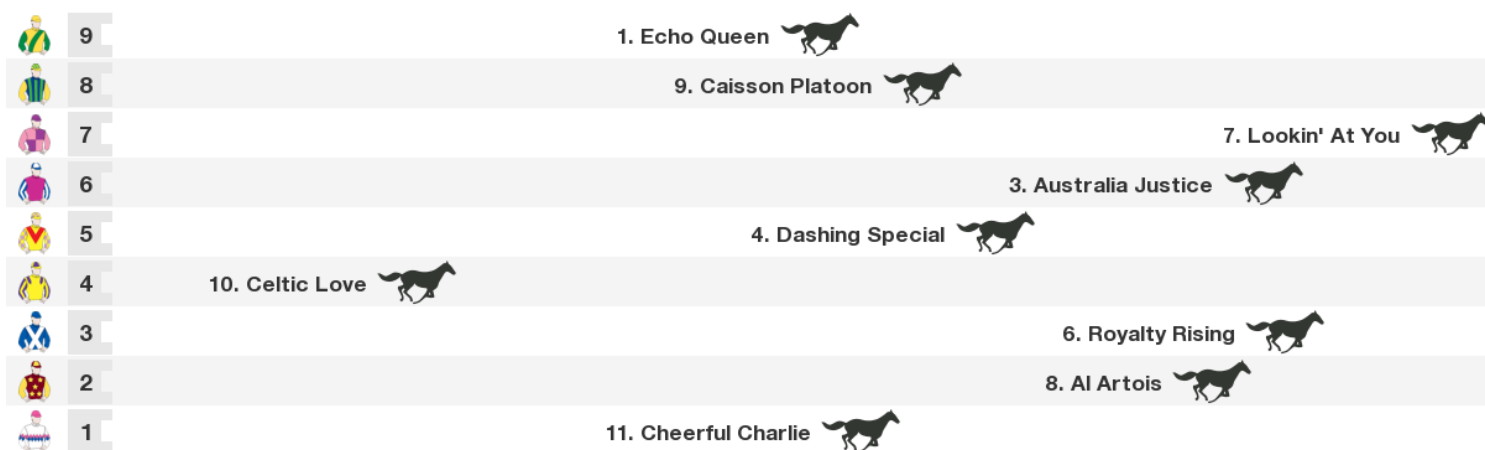 9 1. Echo Queen
8 9. Caisson Platoon
7 7. Lookin' At You
6 3. Australia Justice
5 4. Dashing Special
4 10. Celtic Love
3 6. Royalty Rising
2 8. Al Artois
1 11. Cheerful Charlie